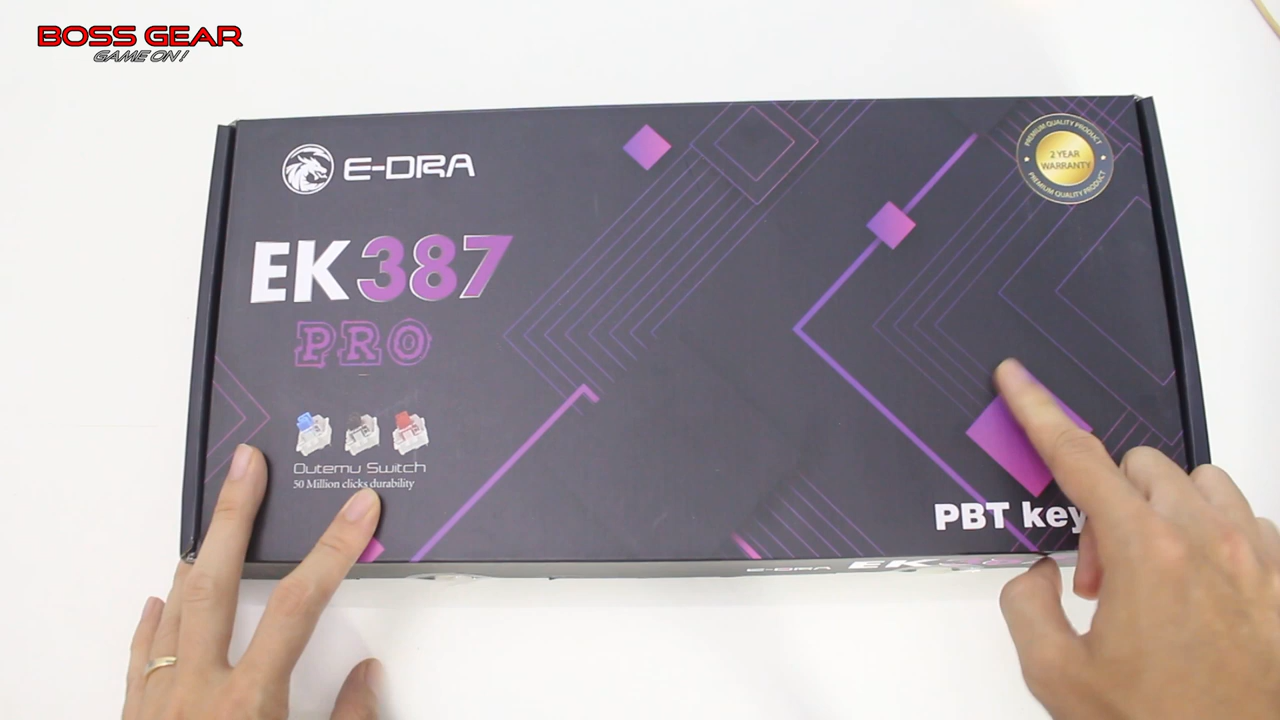 BOSS GEAR
GAME ON!
E-DRA
EK387
PRO
Outemu Switch
50 Million clicks durability
PREMIUM QUALITY PRODUCT
2 YEAR
WARRANTY
PREMIUM QUALITY PRODUCT
PBT key
E-DRA